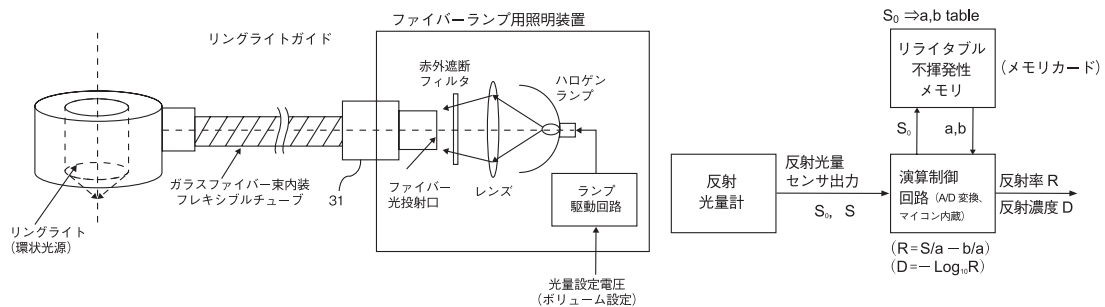 ファイバーランプ用照明装置
リングライトガイド
赤外遮断
フィルタ
ハロゲン
ランプ
レンズ
ファイバー
光投射口
31
ガラスファイバー束内装
フレキシブルチューブ
リングライト
(環状光源)
ランプ
駆動回路
光量設定電圧
(ボリューム設定)
S₀ ⇒a,b table
リライタブル
不揮発性
メモリ
(メモリカード)
S₀
a,b
反射
光量計
反射光量
センサ出力
S₀, S
演算制御
回路(A/D 変換、
マイコン内蔵)
反射率 R
反射濃度 D
(R=S/a − b/a)
(D=− Log₁₀R)